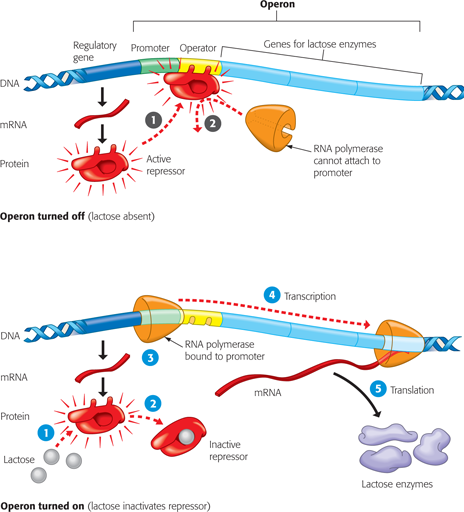 Operon
Regulatory gene
Promoter
Operator
Genes for lactose enzymes
DNA
mRNA
1
2
Protein
Active repressor
RNA polymerase
cannot attach to
promoter
Operon turned off (lactose absent)
4 Transcription
DNA
3
RNA polymerase
bound to promoter
mRNA
mRNA
5 Translation
Protein
1
2
Inactive repressor
Lactose
Lactose enzymes
Operon turned on (lactose inactivates repressor)